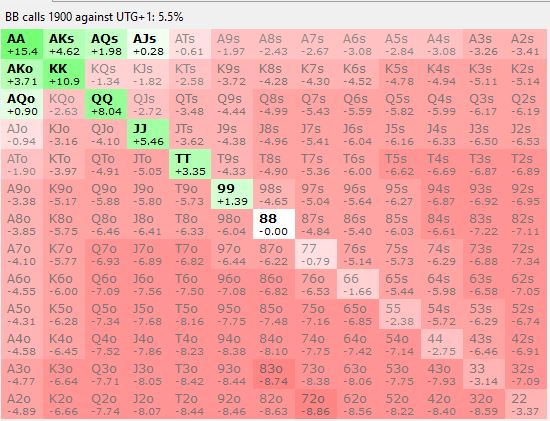 BB calls 1900 against UTG+1: 5.5%
AA AKs AQs AJs ATs A9s A8s A7s A6s A5s A4s A3s A2s
+15.4 +4.62 +1.98 +0.28 -0.61 -1.97 -2.43 -2.67 -3.08 -2.84 -3.08 -3.26 -3.41
AKo KK KQs KJs KTs K9s K8s K7s K6s K5s K4s K3s K2s
+3.71 +10.9 -1.34 -1.82 -2.58 -3.72 -4.28 -4.30 -4.52 -4.78 -4.94 -5.11 -5.14
AQo KQo QQ QJs QTs Q9s Q8s Q7s Q6s Q5s Q4s Q3s Q2s
+0.90 -2.63 +8.04 -2.72 -3.48 -4.44 -4.99 -5.43 -5.59 -5.82 -5.99 -6.17 -6.19
AJo KJo QJo JJ JTs J9s J8s J7s J6s J5s J4s J3s J2s
-0.94 -3.16 -4.10 +5.46 -3.62 -4.38 -4.96 -5.41 -6.04 -6.16 -6.33 -6.50 -6.53
ATo KTo QTo JTo TT T9s T8s T7s T6s T5s T4s T3s T2s
-1.90 -3.97 -4.91 -5.05 +3.35 -4.33 -4.90 -5.36 -6.00 -6.62 -6.69 -6.87 -6.89
A9o K9o Q9o J9o T9o 99 98s 97s 96s 95s 94s 93s 92s
-3.38 -5.17 -5.88 -5.80 -5.73 +1.39 -4.65 -5.04 -5.64 -6.27 -6.87 -6.92 -6.95
A8o K8o Q8o J8o T8o 98o 88 87s 86s 85s 84s 83s 82s
-3.85 -5.75 -6.46 -6.41 -6.33 -6.04 -0.00 -4.84 -5.40 -6.03 -6.61 -7.22 -7.11
A7o K7o Q7o J7o T7o 97o 87o 77 76s 75s 74s 73s 72s
-4.10 -5.77 -6.93 -6.89 -6.82 -6.44 -6.22 -0.79 -5.14 -5.73 -6.29 -6.88 -7.34
A6o K6o Q6o J6o T6o 96o 86o 76o 66 65s 64s 63s 62s
-4.55 -6.00 -7.09 -7.56 -7.50 -7.08 -6.82 -6.53 -1.66 -5.44 -5.98 -6.58 -7.05
A5o K5o Q5o J5o T5o 95o 85o 75o 65o 55 54s 53s 52s
-4.31 -6.28 -7.34 -7.68 -8.16 -7.75 -7.48 -7.16 -6.85 -2.38 -5.72 -6.29 -6.74
A4o K4o Q4o J4o T4o 94o 84o 74o 64o 54o 44 43s 42s
-4.58 -6.45 -7.52 -7.86 -8.23 -8.38 -8.10 -7.75 -7.42 -7.14 -2.75 -6.46 -6.91
A3o K3o Q3o J3o T3o 93o 83o 73o 63o 53o 43o 33 32s
-4.77 -6.64 -7.71 -8.05 -8.42 -8.44 -8.74 -8.38 -8.06 -7.75 -7.93 -3.14 -7.09
A2o K2o Q2o J2o T2o 92o 82o 72o 62o 52o 42o 32o 22
-4.89 -6.66 -7.74 -8.07 -8.44 -8.46 -8.63 -8.86 -8.56 -8.22 -8.40 -8.59 -3.37